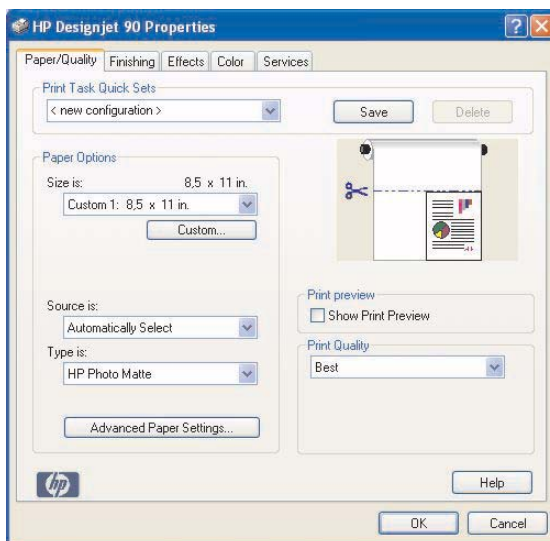 HP Designjet 90 Properties
Paper/Quality Finishing Effects Color Services
Print Task Quick Sets
< new configuration >
Save
Delete
Paper Options
Size is: 8,5 x 11 in.
Custom 1: 8,5 x 11 in.
Custom...
Source is:
Automatically Select
Type is:
HP Photo Matte
Advanced Paper Settings...
Print preview
Show Print Preview
Print Quality
Best
hp
Help
OK
Cancel